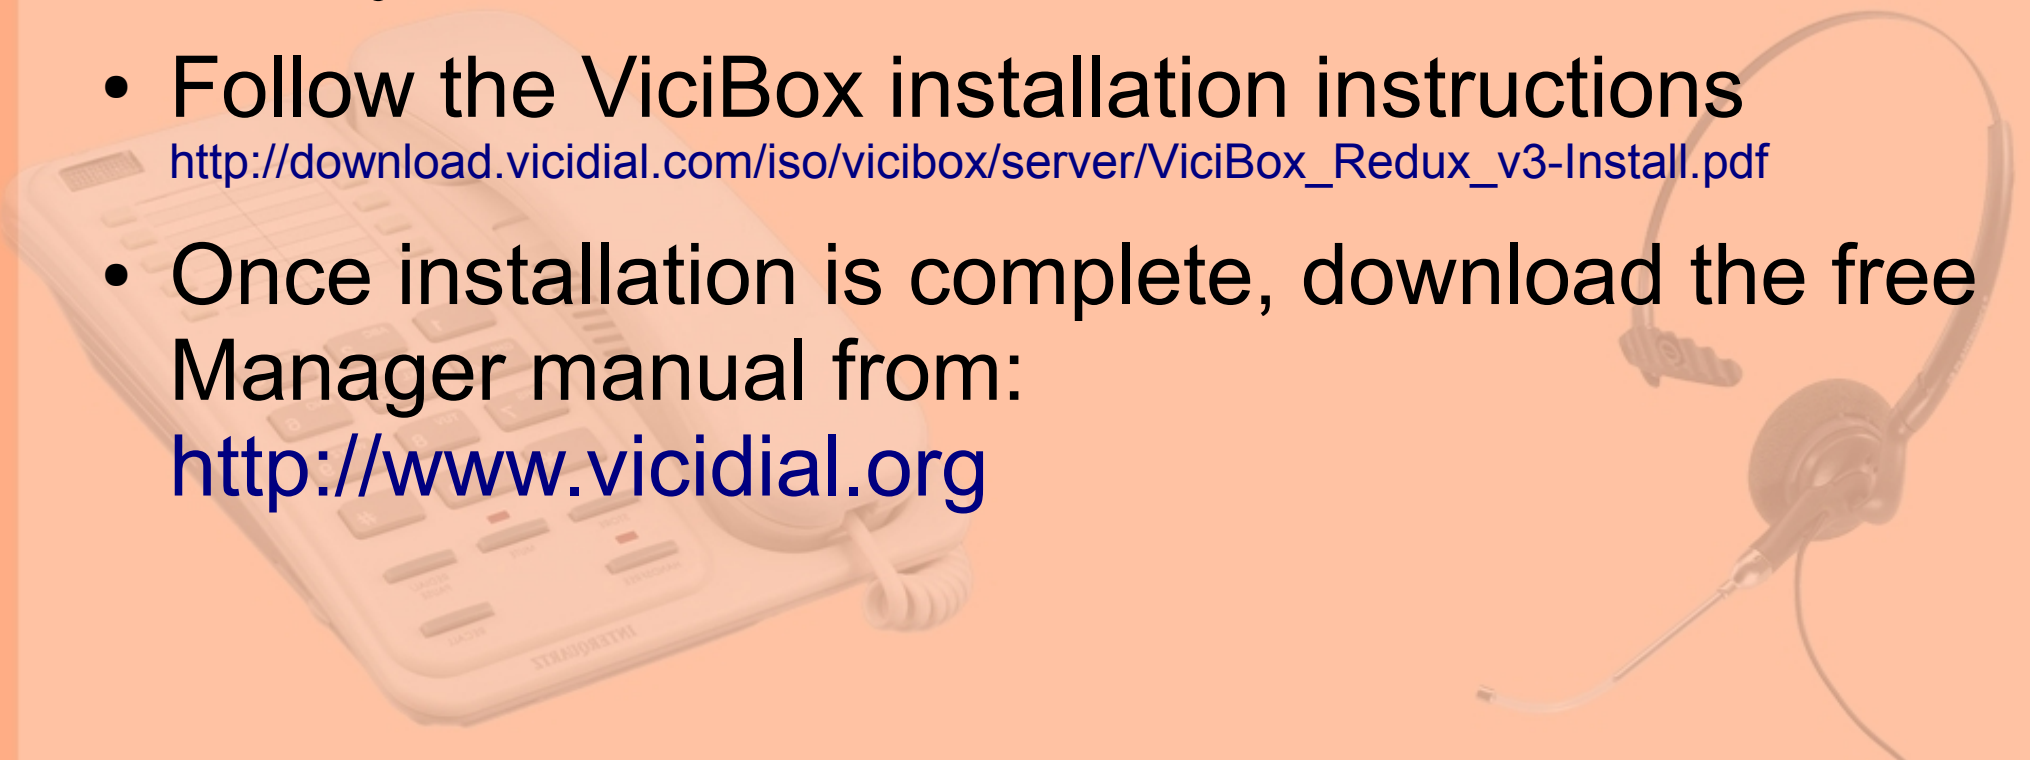 • Follow the ViciBox installation instructions
http://download.vicidial.com/iso/vicibox/server/ViciBox_Redux_v3-Install.pdf
• Once installation is complete, download the free
Manager manual from:
http://www.vicidial.org
INTERQUARTZ